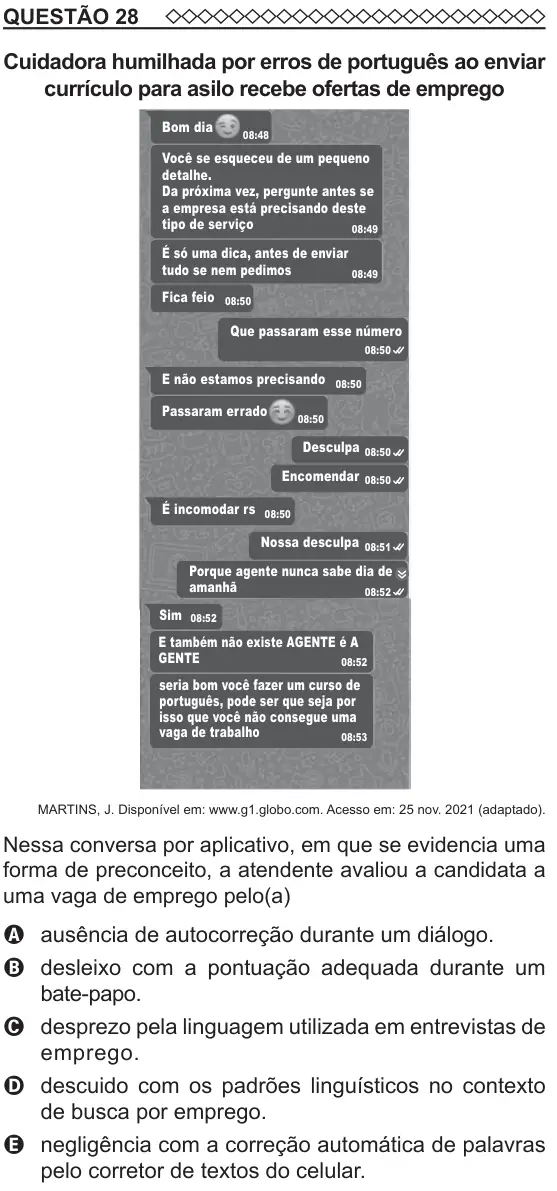 QUESTÃO 28
Cuidadora humilhada por erros de português ao enviar
currículo para asilo recebe ofertas de emprego
Bom dia 08:48
Você se esqueceu de um pequeno
detalhe.
Da próxima vez, pergunte antes se
a empresa está precisando deste
tipo de serviço 08:49
É só uma dica, antes de enviar
tudo se nem pedimos 08:49
Fica feio 08:50
Que passaram esse número
08:50
E não estamos precisando 08:50
Passaram errado 08:50
Desculpa 08:50
Encomendar 08:50
É incomodar rs 08:50
Nossa desculpa 08:51
Porque agente nunca sabe dia de
amanhã 08:52
Sim 08:52
E também não existe AGENTE é A
GENTE 08:52
seria bom você fazer um curso de
português, pode ser que seja por
isso que você não consegue uma
vaga de trabalho 08:53
MARTINS, J. Disponível em: www.g1.globo.com. Acesso em: 25 nov. 2021 (adaptado).
Nessa conversa por aplicativo, em que se evidencia uma
forma de preconceito, a atendente avaliou a candidata a
uma vaga de emprego pelo(a)
A ausência de autocorreção durante um diálogo.
B desleixo com a pontuação adequada durante um
bate-papo.
C desprezo pela linguagem utilizada em entrevistas de
emprego.
D descuido com os padrões linguísticos no contexto
de busca por emprego.
E negligência com a correção automática de palavras
pelo corretor de textos do celular.